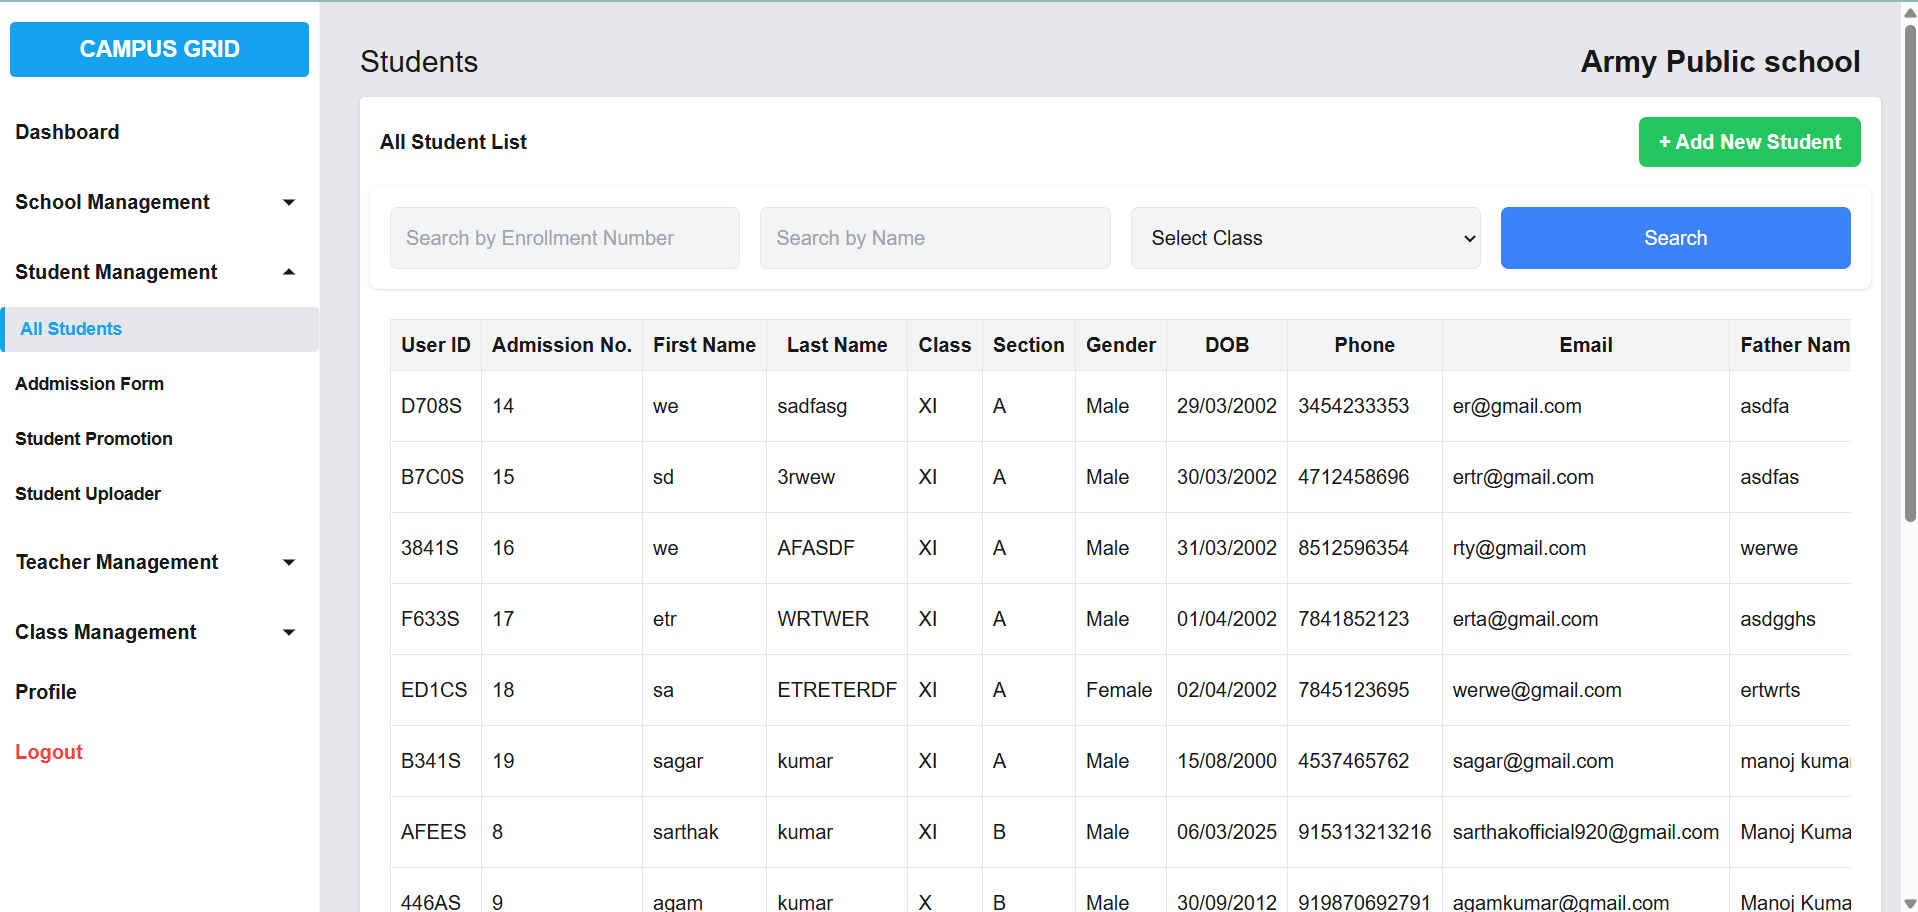 CAMPUS GRID
Dashboard
School Management
Student Management
All Students
Addmission Form
Student Promotion
Student Uploader
Teacher Management
Class Management
Profile
Logout
Students
Army Public school
All Student List
+ Add New Student
Search by Enrollment Number
Search by Name
Select Class
Search
User ID Admission No. First Name Last Name Class Section Gender DOB Phone Email Father Nam
D708S 14 we sadfasg XI A Male 29/03/2002 3454233353 er@gmail.com asdfa
B7C0S 15 sd 3rwew XI A Male 30/03/2002 4712458696 ertr@gmail.com asdfas
3841S 16 we AFASDF XI A Male 31/03/2002 8512596354 rty@gmail.com werwe
F633S 17 etr WRTWER XI A Male 01/04/2002 7841852123 erta@gmail.com asdgghs
ED1CS 18 sa ETRETERDF XI A Female 02/04/2002 7845123695 werwe@gmail.com ertwrts
B341S 19 sagar kumar XI A Male 15/08/2000 4537465762 sagar@gmail.com manoj kumar
AFEES 8 sarthak kumar XI B Male 06/03/2025 915313213216 sarthakofficial920@gmail.com Manoj Kuma
446AS 9 agam kumar X B Male 30/09/2012 919870692791 agamkumar@gmail.com Manoj Kuma